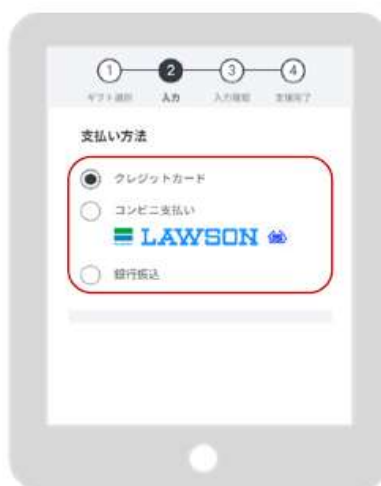 1 2 3 4
ギフト選択 入力 入力確認 支援完了
支払い方法
クレジットカード
コンビニ支払い
LAWSON
銀行振込